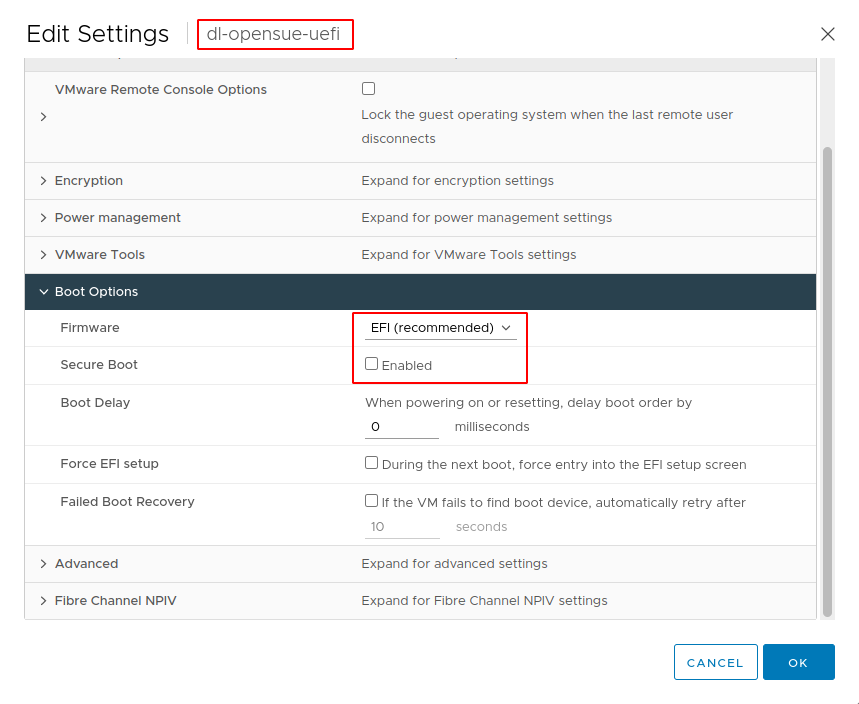 Edit Settings dl-opensue-uefi
VMware Remote Console Options
Lock the guest operating system when the last remote user
disconnects
Encryption Expand for encryption settings
Power management Expand for power management settings
VMware Tools Expand for VMware Tools settings
Boot Options
Firmware EFI (recommended)
Secure Boot Enabled
Boot Delay When powering on or resetting, delay boot order by
0 milliseconds
Force EFI setup During the next boot, force entry into the EFI setup screen
Failed Boot Recovery If the VM fails to find boot device, automatically retry after
10 seconds
Advanced Expand for advanced settings
Fibre Channel NPIV Expand for Fibre Channel NPIV settings
CANCEL OK